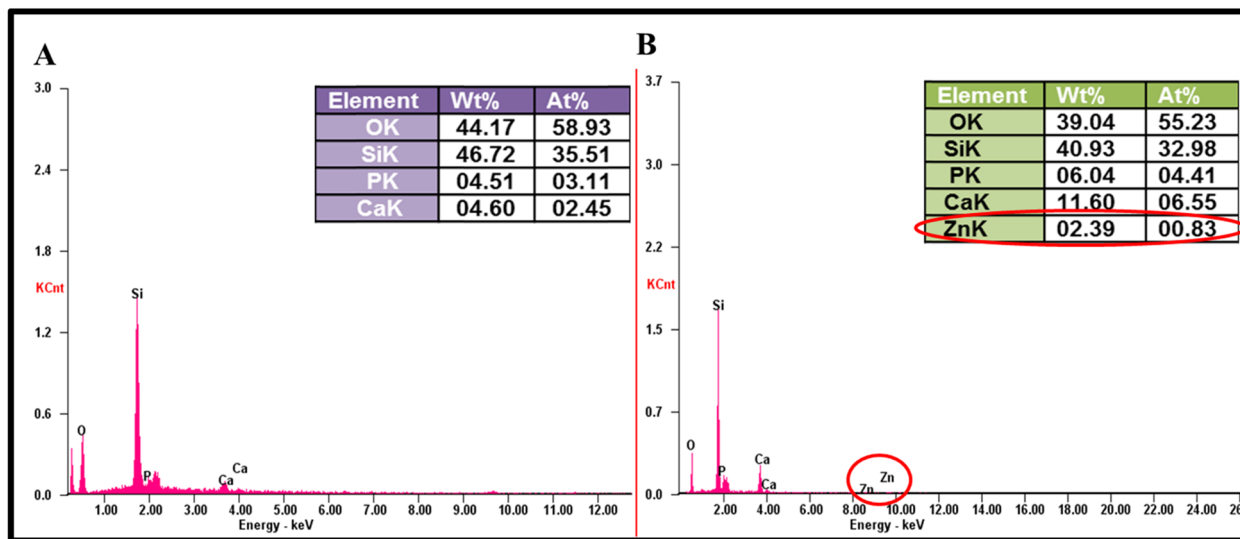 A
Element Wt% At%
OK 44.17 58.93
SiK 46.72 35.51
PK 04.51 03.11
CaK 04.60 02.45
3.0
2.4
1.8
KCnt
1.2
0.6
0.0
Si
O
P
Ca
Ca
1.00 2.00 3.00 4.00 5.00 6.00 7.00 8.00 9.00 10.00 11.00 12.00
Energy - keV
B
Element Wt% At%
OK 39.04 55.23
SiK 40.93 32.98
PK 06.04 04.41
CaK 11.60 06.55
ZnK 02.39 00.83
3.7
3.0
2.2
KCnt
1.5
0.7
0.0
Si
O
P
Ca
Ca
Zn
Zn
2.00 4.00 6.00 8.00 10.00 12.00 14.00 16.00 18.00 20.00 22.00 24.00 26
Energy - keV